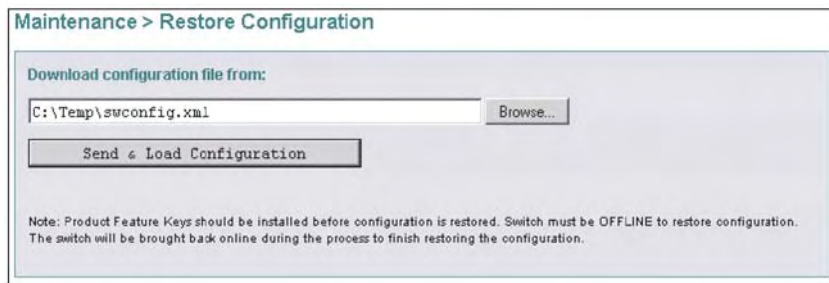 Maintenance > Restore Configuration
Download configuration file from:
C:\Temp\swconfig.xml
Browse...
Send & Load Configuration
Note: Product Feature Keys should be installed before configuration is restored. Switch must be OFFLINE to restore configuration.
The switch will be brought back online during the process to finish restoring the configuration.